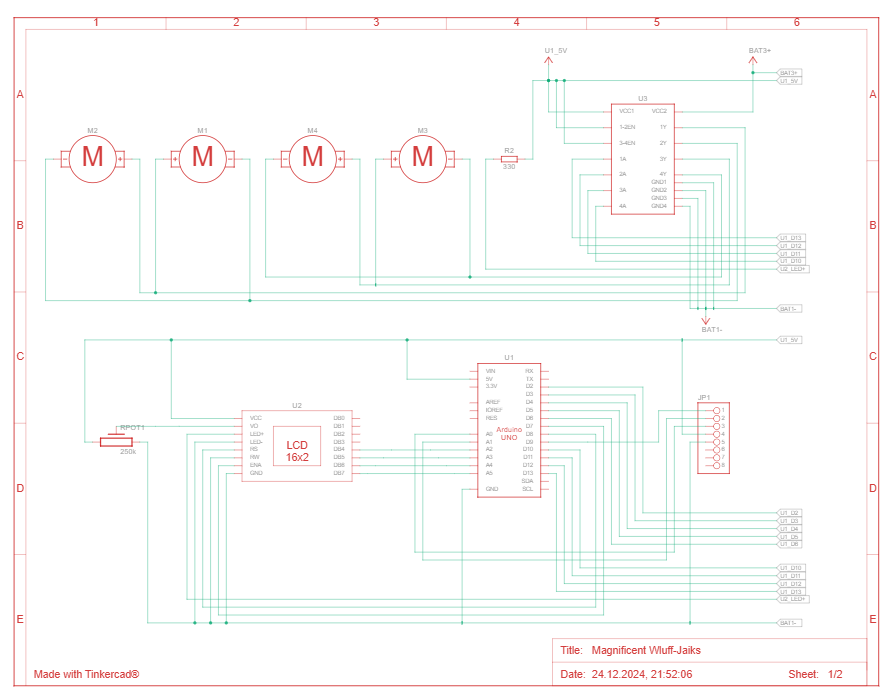 1 2 3 4 5 6
A A
B B
C C
D D
E E
U1_5V BAT3+
BAT3+
U1_5V
M2 M1 M4 M3
M M M M
- + + - - + + -
R2
330
U3
VCC1 VCC2
1-2EN 1Y
3-4EN 2Y
1A 3Y
2A 4Y
GND1
3A GND2
GND3
4A GND4
U1_D13
U1_D12
U1_D11
U1_D10
U2_LED+
BAT1-
BAT1-
U1_5V
RPOT1
250k
U2
VCC DB0
VO DB1
LED+ DB2
LED- DB3
RS DB4
RW DB5
ENA DB6
GND DB7
LCD
16x2
U1
VIN RX
5V TX
3.3V D2
D3
AREF D4
IOREF D5
RES D6
D7
A0 D8
A1 D9
A2 D10
A3 D11
A4 D12
A5 D13
SDA
GND SCL
Arduino
UNO
JP1
1
2
3
4
5
6
7
8
U1_D2
U1_D3
U1_D4
U1_D5
U1_D6
U1_D10
U1_D11
U1_D12
U1_D13
U2_LED+
BAT1-
Title: Magnificent Wluff-Jaiks
Made with Tinkercad®
Date: 24.12.2024, 21:52:06 Sheet: 1/2